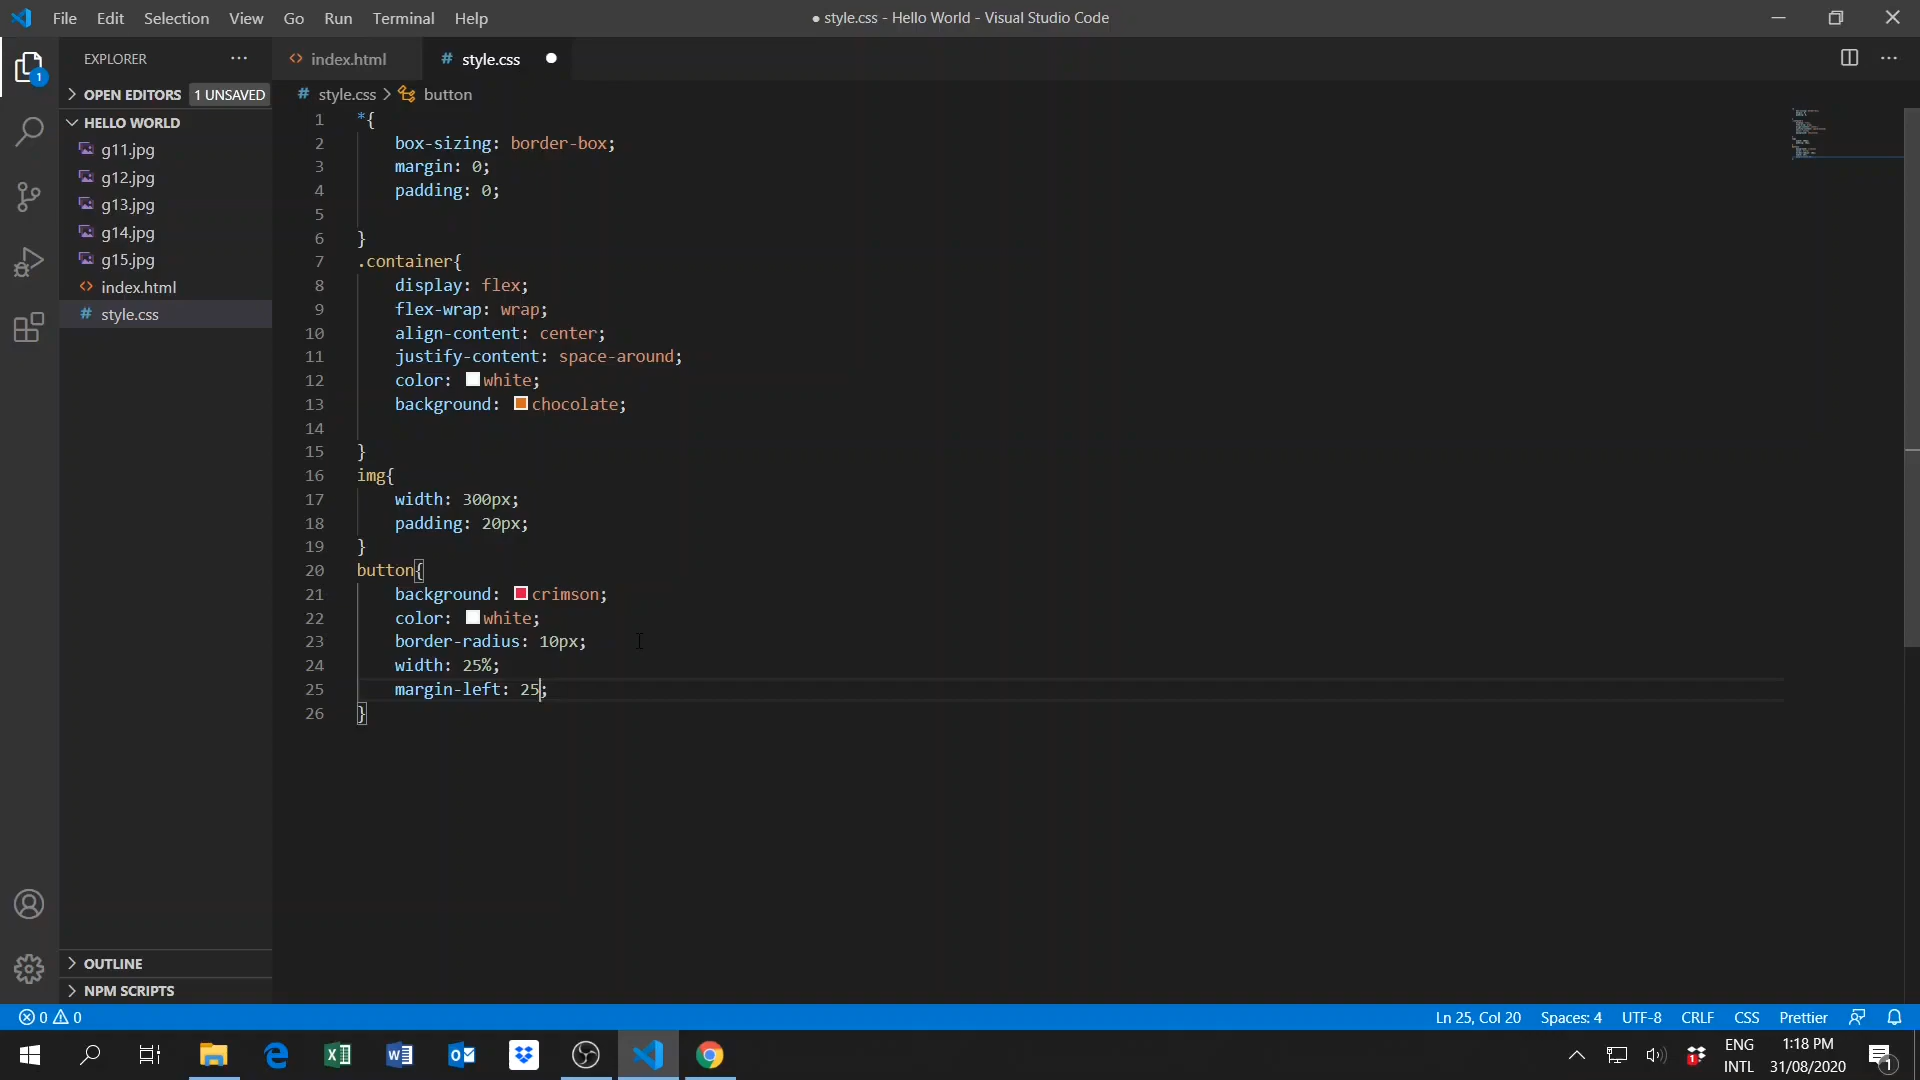 File Edit Selection View Go Run Terminal Help
● style.css - Hello World - Visual Studio Code
EXPLORER
index.html
# style.css
OPEN EDITORS 1 UNSAVED
# style.css > button
HELLO WORLD
g11.jpg
g12.jpg
g13.jpg
g14.jpg
g15.jpg
index.html
# style.css
1 *{
2 box-sizing: border-box;
3 margin: 0;
4 padding: 0;
5
6 }
7 .container{
8 display: flex;
9 flex-wrap: wrap;
10 align-content: center;
11 justify-content: space-around;
12 color: white;
13 background: chocolate;
14
15 }
16 img{
17 width: 300px;
18 padding: 20px;
19 }
20 button{
21 background: crimson;
22 color: white;
23 border-radius: 10px;
24 width: 25%;
25 margin-left: 25;
26 }
1
OUTLINE
NPM SCRIPTS
0 0
Ln 25, Col 20 Spaces: 4 UTF-8 CRLF CSS Prettier
ENG
INTL
1:18 PM
31/08/2020
1
1